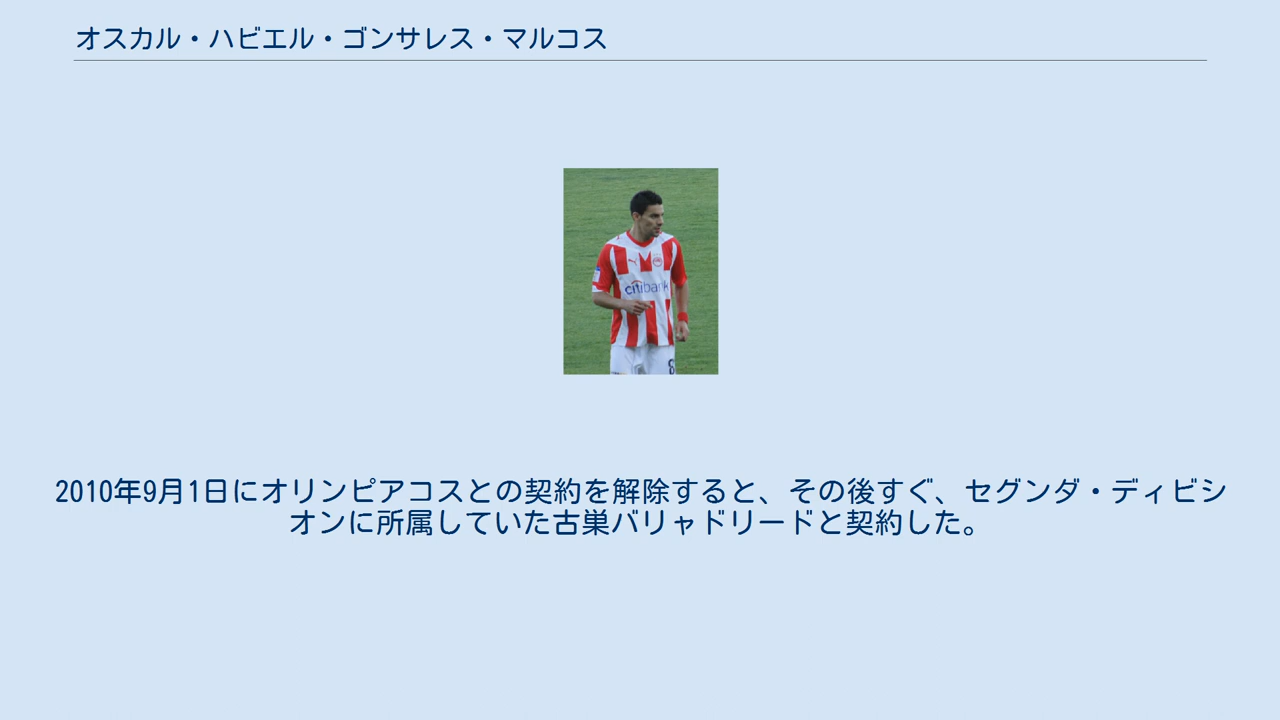 オスカル・ハビエル・ゴンサレス・マルコス
citibank
8
2010年9月1日にオリンピアコスとの契約を解除すると、その後すぐ、セグンダ・ディビシ
オンに所属していた古巣バリャドリードと契約した。